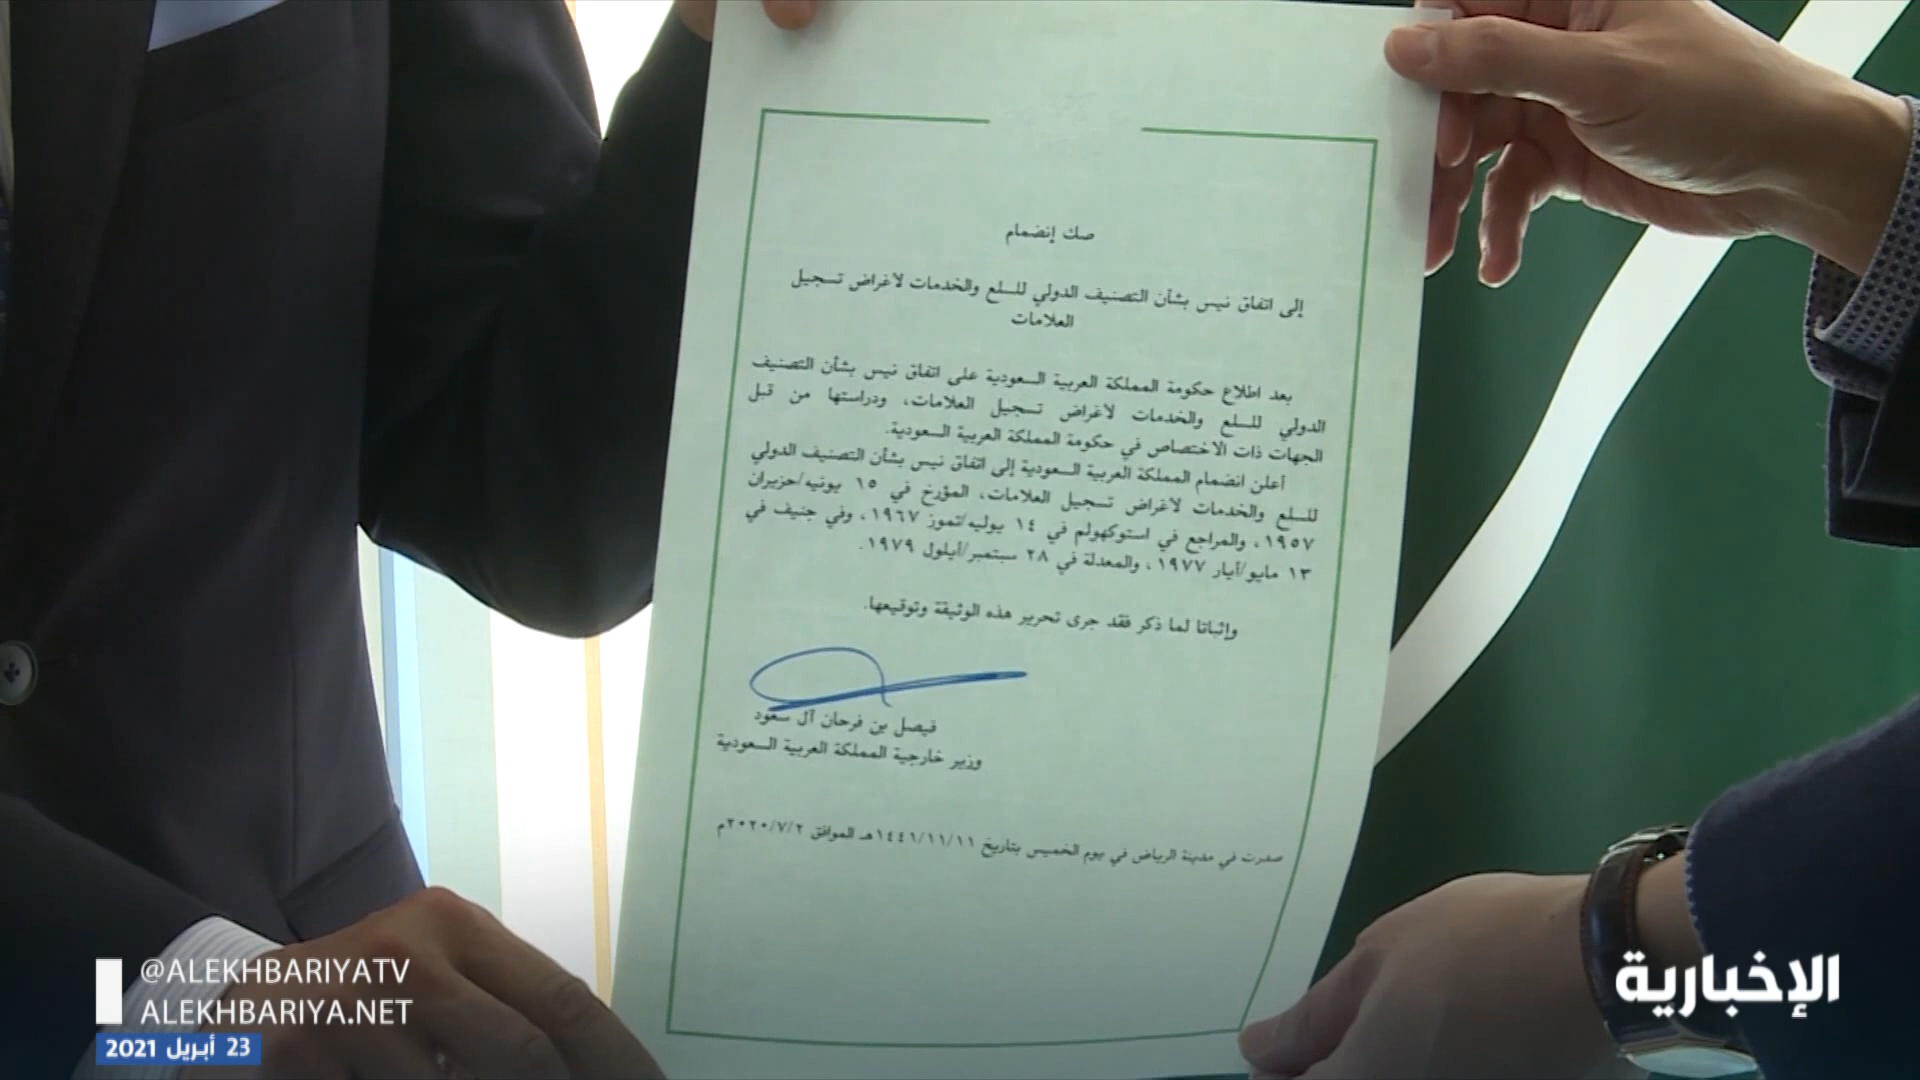 صك إنضمام
إلى اتفاق نيس بشأن التصنيف الدولي للسلع والخدمات لأغراض تسجيل
العلامات
بعد اطلاع حكومة المملكة العربية السعودية على اتفاق نيس بشأن التصنيف
الدولي للسلع والخدمات لأغراض تسجيل العلامات، ودراستها من قبل
الجهات ذات الاختصاص في حكومة المملكة العربية السعودية.
أعلن انضمام المملكة العربية السعودية إلى اتفاق نيس بشأن التصنيف الدولي
للسلع والخدمات لأغراض تسجيل العلامات، المؤرخ في ١٥ يونيه/حزيران
١٩٥٧، والمراجع في استوكهولم في ١٤ يوليه/تموز ١٩٦٧، وفي جنيف في
١٣ مايو/أيار ١٩٧٧، والمعدلة في ٢٨ سبتمبر/أيلول ١٩٧٩.
وإثباتا لما ذكر فقد جرى تحرير هذه الوثيقة وتوقيعها.
فيصل بن فرحان آل سعود
وزير خارجية المملكة العربية السعودية
صدرت في مدينة الرياض في يوم الخميس بتاريخ ١٤٤١/١١/١١هـ الموافق ٢٠٢٠/٧/٢م
@ALEKHBARIYATV
ALEKHBARIYA.NET
23 أبريل 2021
الإخبارية